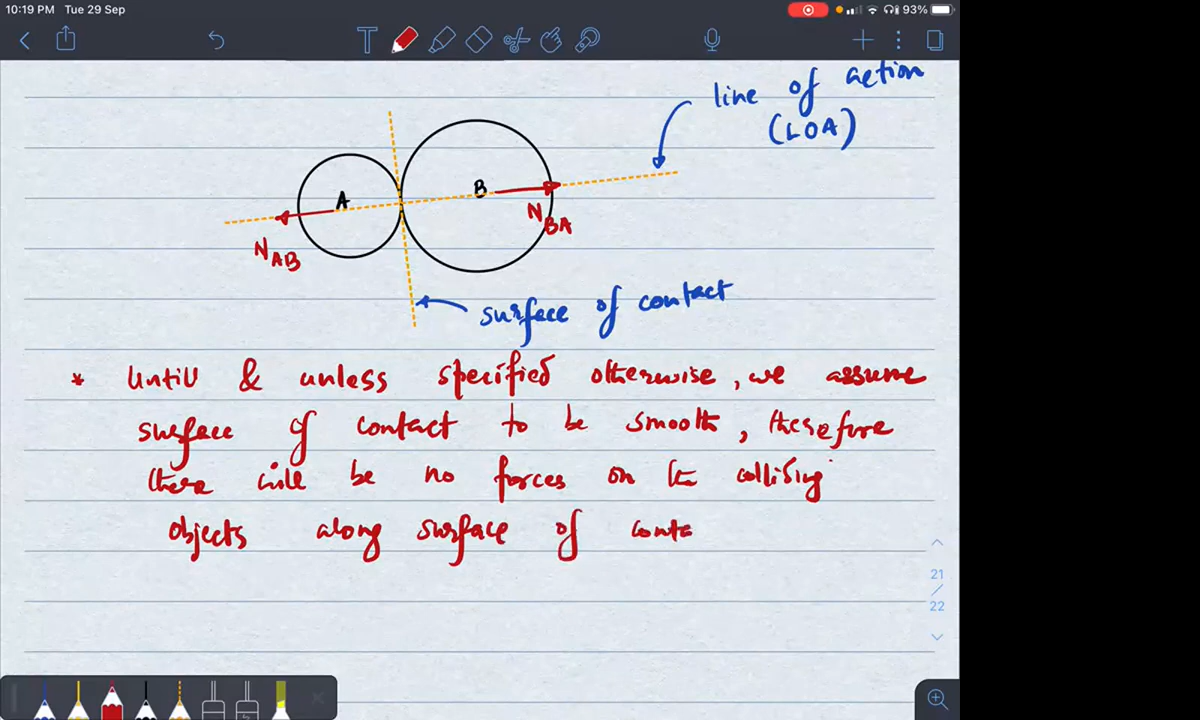 10:19 PM Tue 29 Sep
93%
T
line of action
(LOA)
A
B
N_BA
N_AB
surface of contact
* Until & unless specified otherwise, we assume
surface of contact to be smooth, therefore
there will be no forces on the colliding
objects along surface of conta
21
/
22